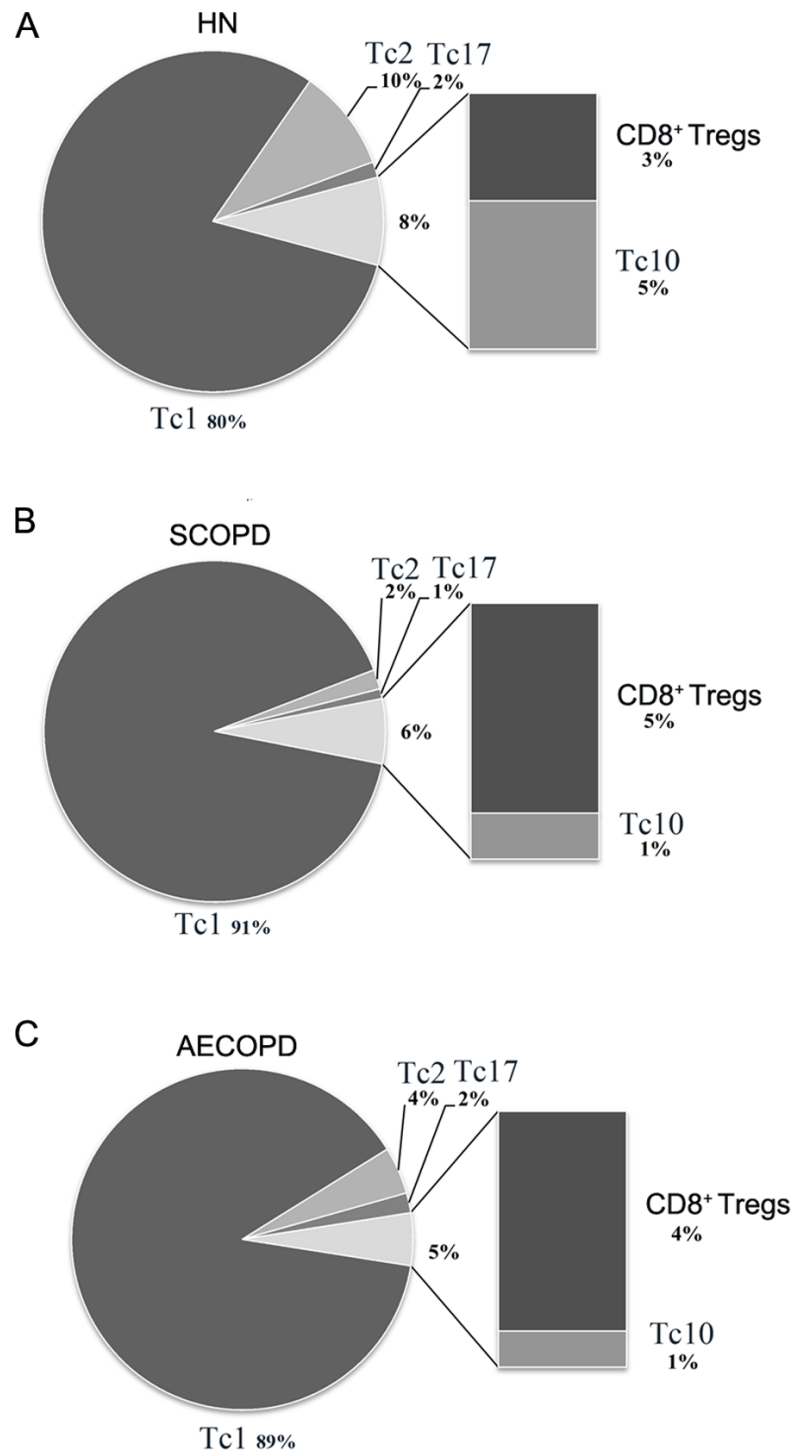 A
HN
Tc2 Tc17
10% 2%
CD8⁺ Tregs
3%
8%
Tc10
5%
Tc1 80%
B
SCOPD
Tc2 Tc17
2% 1%
CD8⁺ Tregs
5%
6%
Tc10
1%
Tc1 91%
C
AECOPD
Tc2 Tc17
4% 2%
CD8⁺ Tregs
4%
5%
Tc10
1%
Tc1 89%